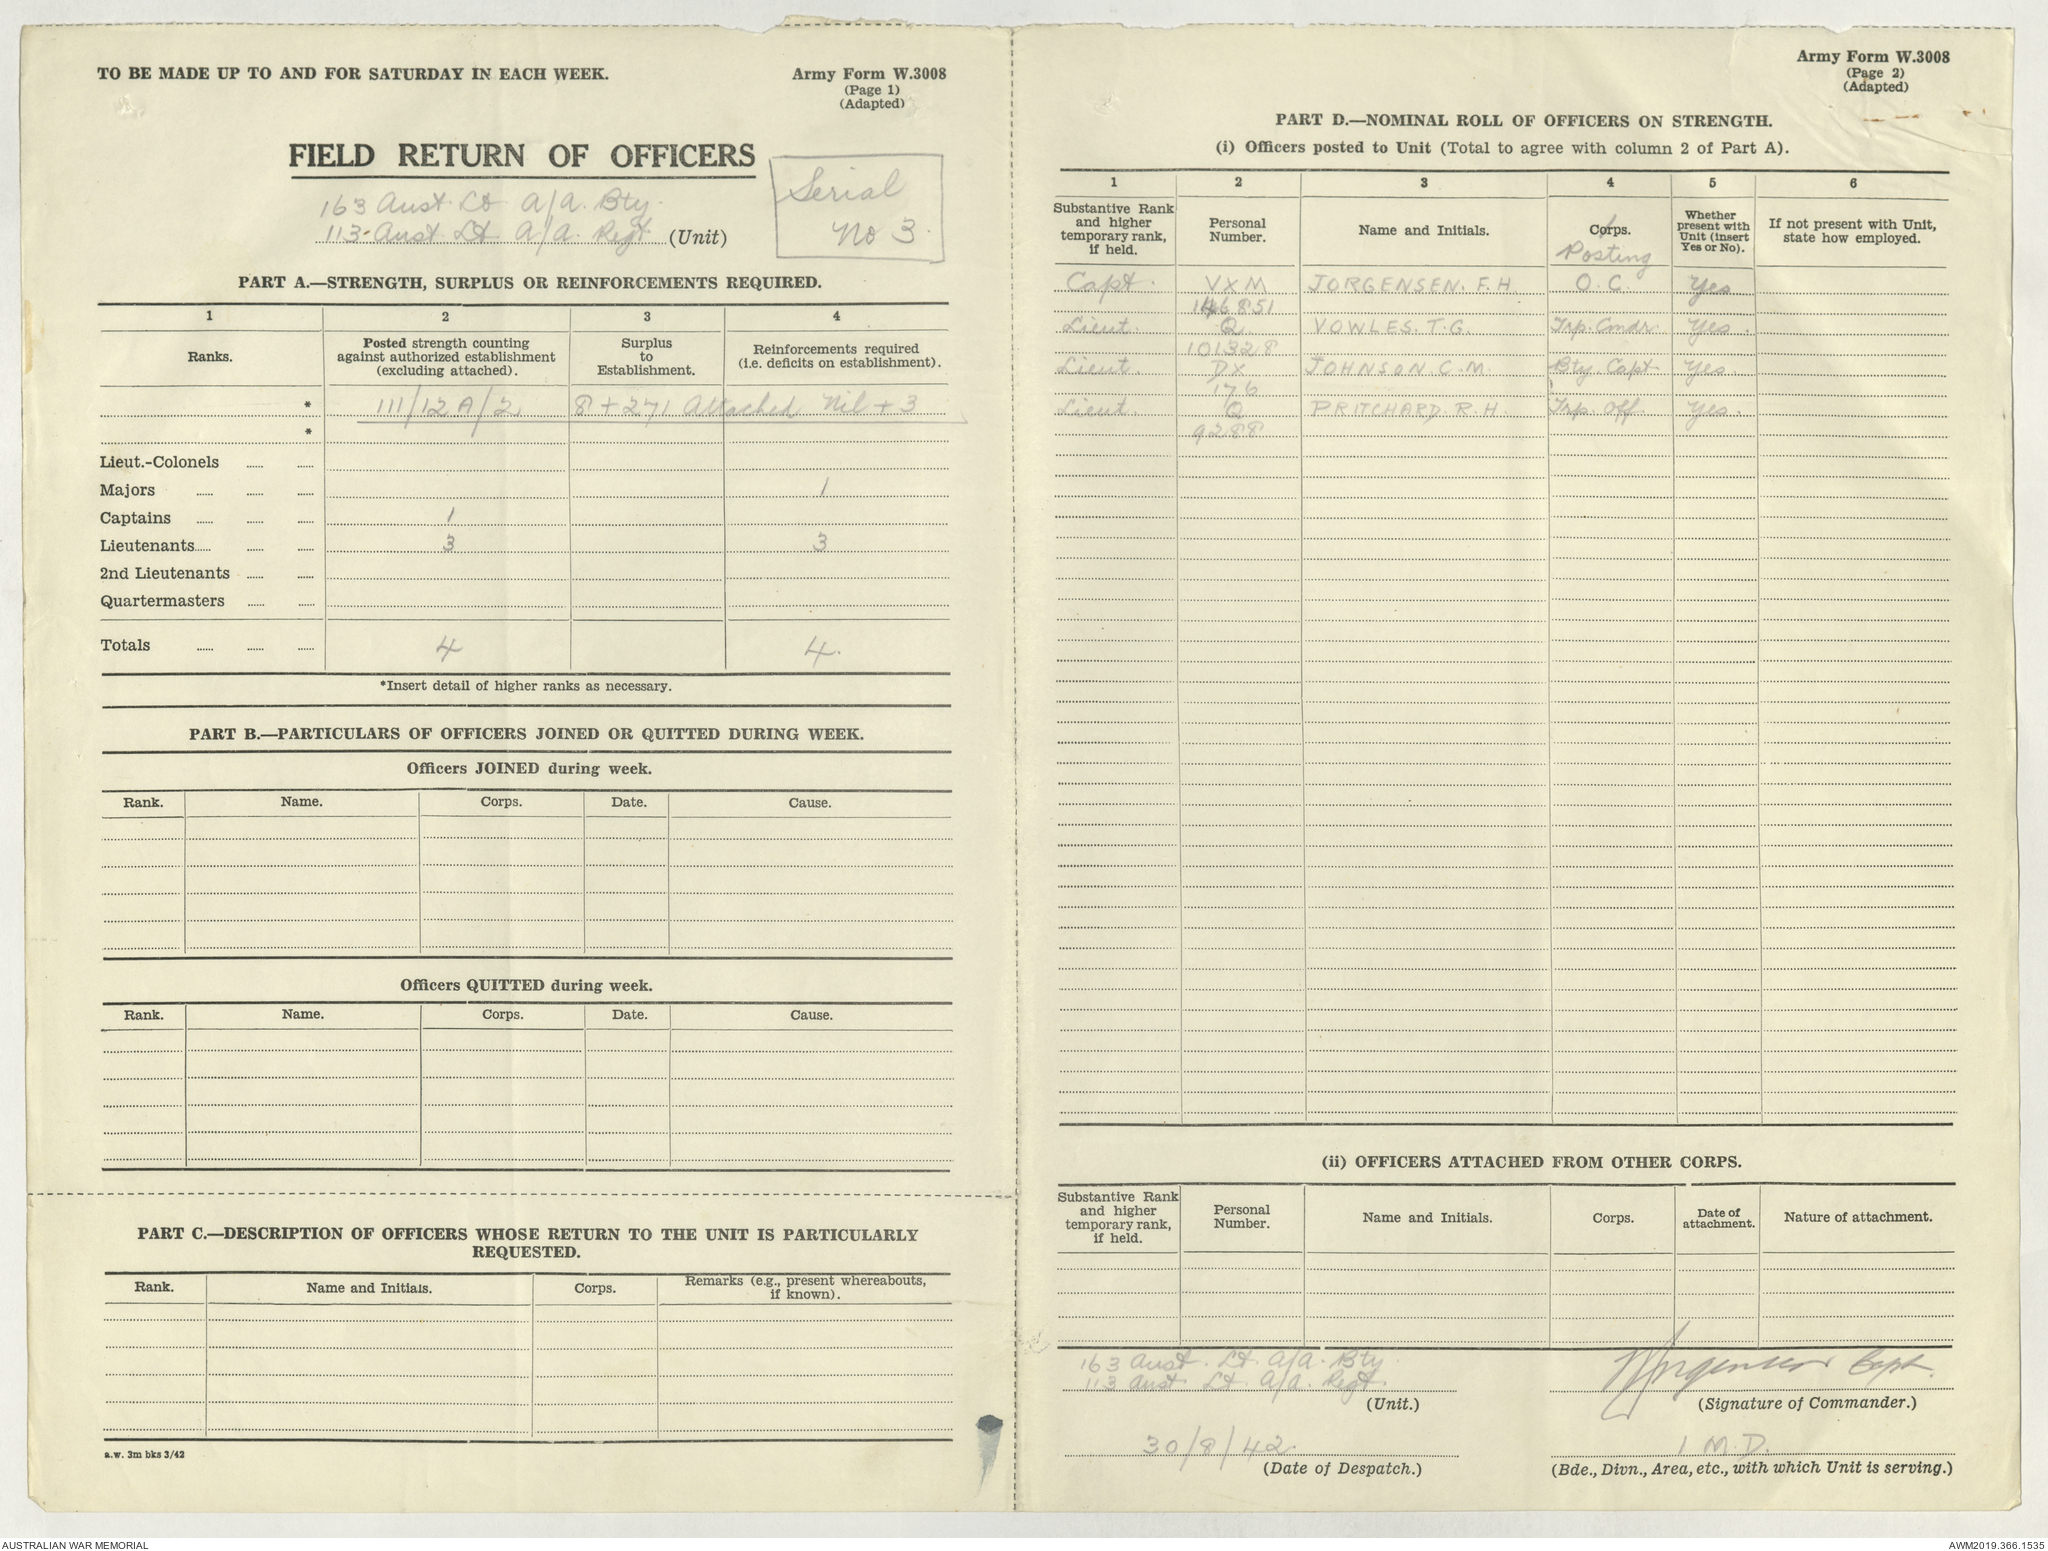 TO BE MADE UP TO AND FOR SATURDAY IN EACH WEEK.
Army Form W.3008
(Page 1)
(Adapted)
FIELD RETURN OF OFFICERS
Serial
No 3.
163 Aust. Lt A/A. Bty.
113 Aust Lt A/A. Regt. (Unit)
PART A.—STRENGTH, SURPLUS OR REINFORCEMENTS REQUIRED.
1 2 3 4
Ranks. Posted strength counting against authorized establishment (excluding attached). Surplus to Establishment. Reinforcements required (i.e. deficits on establishment).
* 111/12A/2 8 + 271 Attached Nil + 3
*
Lieut.-Colonels ...... ......
Majors ...... ...... ...... 1
Captains ...... ...... ...... 1
Lieutenants...... ...... ...... 3 3
2nd Lieutenants ...... ......
Quartermasters ...... ......
Totals ...... ...... ...... 4 4.
*Insert detail of higher ranks as necessary.
PART B.—PARTICULARS OF OFFICERS JOINED OR QUITTED DURING WEEK.
Officers JOINED during week.
Rank. Name. Corps. Date. Cause.
Officers QUITTED during week.
Rank. Name. Corps. Date. Cause.
PART C.—DESCRIPTION OF OFFICERS WHOSE RETURN TO THE UNIT IS PARTICULARLY
REQUESTED.
Rank. Name and Initials. Corps. Remarks (e.g., present whereabouts, if known).
a.w. 3m bks 3/42
Army Form W.3008
(Page 2)
(Adapted)
PART D.—NOMINAL ROLL OF OFFICERS ON STRENGTH.
(i) Officers posted to Unit (Total to agree with column 2 of Part A).
1 2 3 4 5 6
Substantive Rank and higher temporary rank, if held. Personal Number. Name and Initials. Corps. Whether present with Unit (insert Yes or No). If not present with Unit, state how employed.
Posting
Capt. VXM JORGENSEN. F.H. O.C. Yes
146851
Lieut. Q VOWLES. T.G. Trp. Cmdr. Yes.
101328
Lieut. DX JOHNSON. C.M. Bty. Capt Yes.
176
Lieut. Q PRITCHARD. R.H. Trp. Off. Yes.
9288
(ii) OFFICERS ATTACHED FROM OTHER CORPS.
Substantive Rank and higher temporary rank, if held. Personal Number. Name and Initials. Corps. Date of attachment. Nature of attachment.
163 Aust. Lt. A/A. Bty
113 Aust. Lt. A/A. Regt.
(Unit.)
Jorgensen Capt.
(Signature of Commander.)
30/8/42.
(Date of Despatch.)
1 M.D.
(Bde., Divn., Area, etc., with which Unit is serving.)
AUSTRALIAN WAR MEMORIAL
AWM2019.366.1535